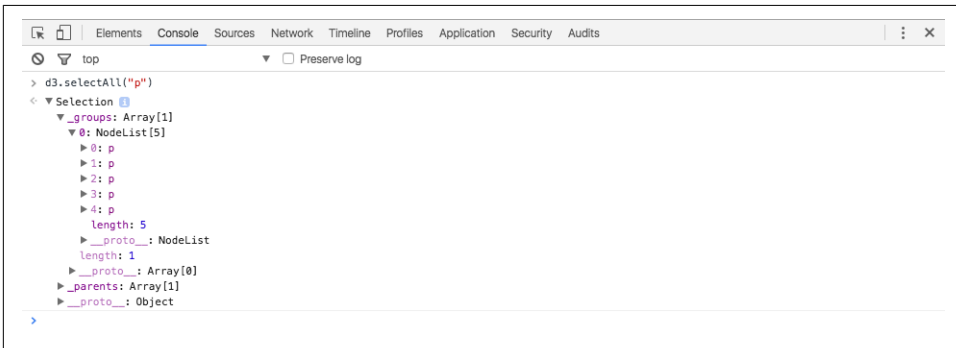 Elements Console Sources Network Timeline Profiles Application Security Audits
top Preserve log
> d3.selectAll("p")
Selection i
_groups: Array[1]
0: NodeList[5]
0: p
1: p
2: p
3: p
4: p
length: 5
__proto__: NodeList
length: 1
__proto__: Array[0]
_parents: Array[1]
__proto__: Object
>